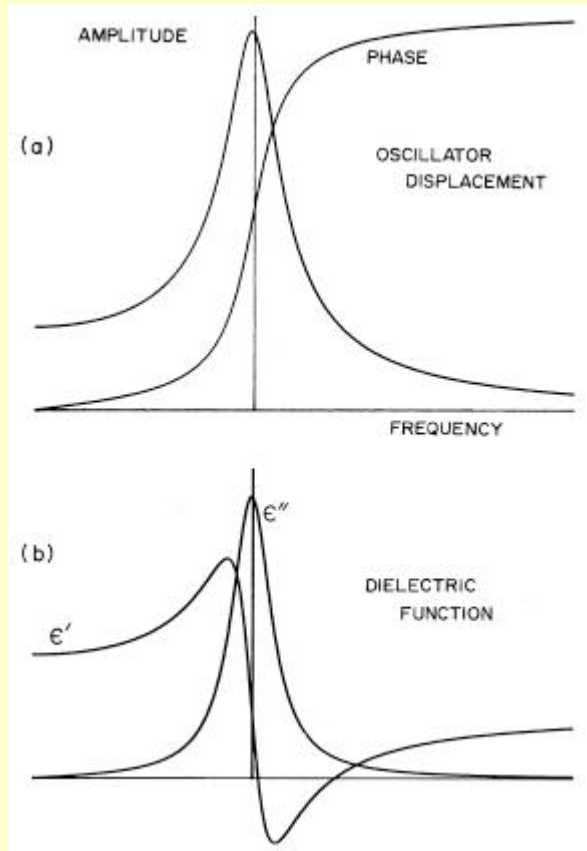 AMPLITUDE
PHASE
(a)
OSCILLATOR
DISPLACEMENT
FREQUENCY
ϵ″
(b)
DIELECTRIC
FUNCTION
ϵ′